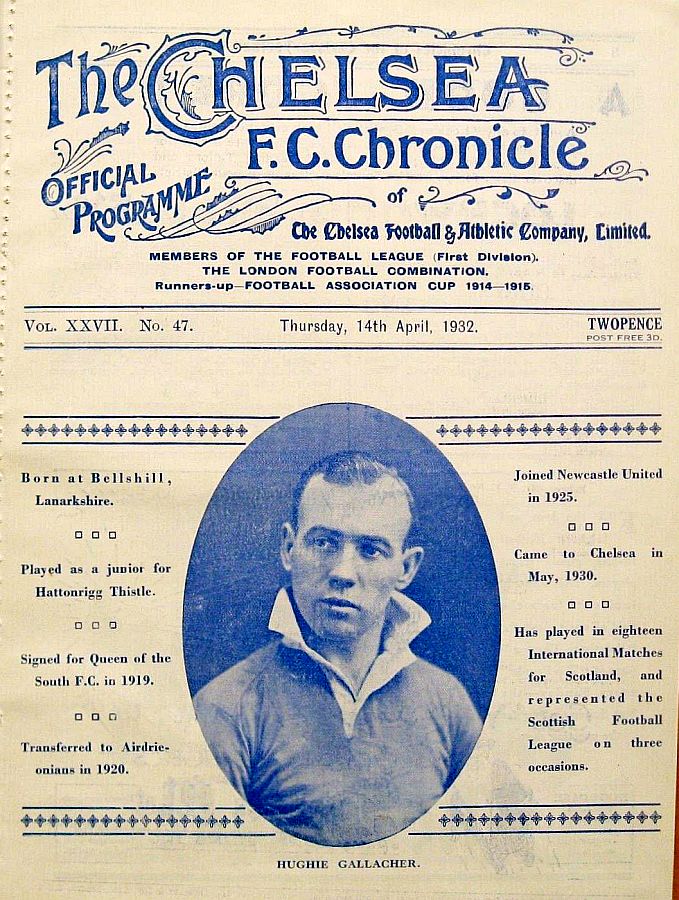 The CHELSEA
F.C. Chronicle
OFFICIAL
PROGRAMME
of
The Chelsea Football & Athletic Company, Limited.
MEMBERS OF THE FOOTBALL LEAGUE (First Division).
THE LONDON FOOTBALL COMBINATION.
Runners-up—FOOTBALL ASSOCIATION CUP 1914—1915.
VOL. XXVII. No. 47.
Thursday, 14th April, 1932.
TWOPENCE
POST FREE 3D.
Born at Bellshill,
Lanarkshire.
Played as a junior for
Hattonrigg Thistle.
Signed for Queen of the
South F.C. in 1919.
Transferred to Airdrie-
onians in 1920.
Joined Newcastle United
in 1925.
Came to Chelsea in
May, 1930.
Has played in eighteen
International Matches
for Scotland, and
represented the
Scottish Football
League on three
occasions.
HUGHIE GALLACHER.